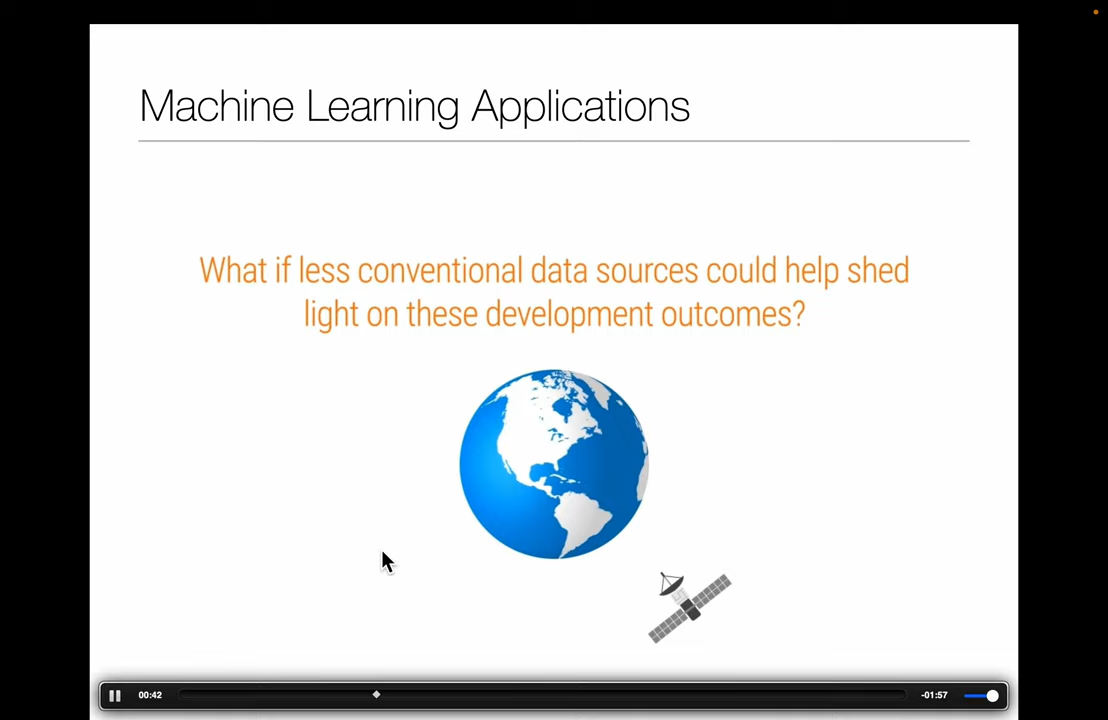 Machine Learning Applications
What if less conventional data sources could help shed
light on these development outcomes?
00:42
-01:57